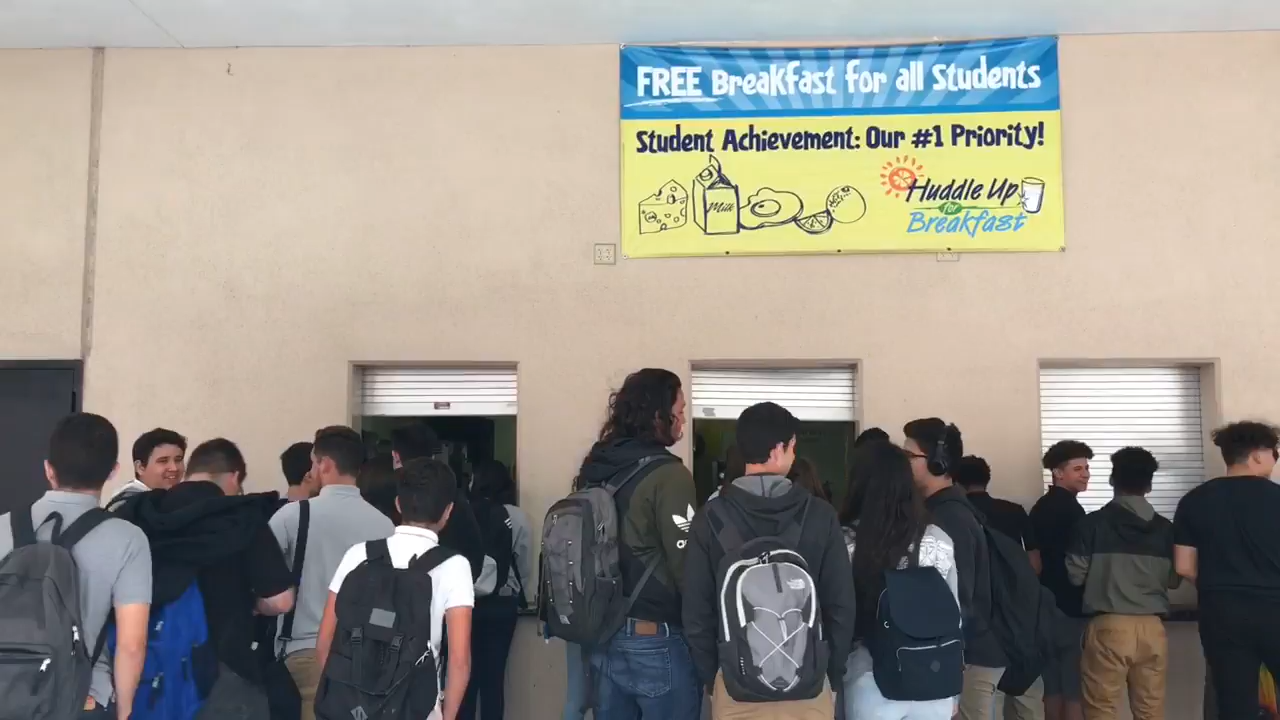 FREE Breakfast for all Students
Student Achievement: Our #1 Priority!
Milk
Huddle Up
for
Breakfast